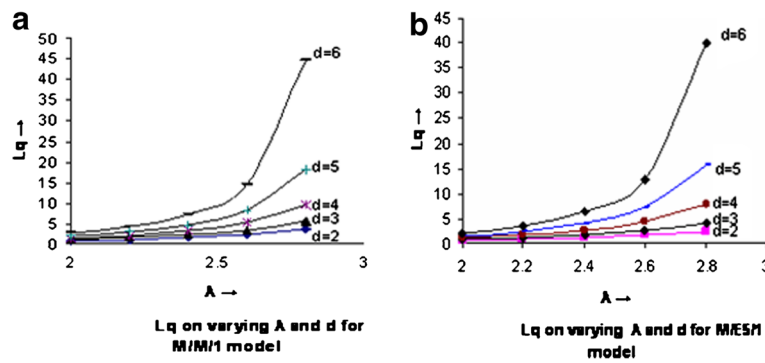 a
50
45
40
35
30
25
20
15
10
5
0
Lq →
d=6
d=5
d=4
d=3
d=2
2
2.5
3
λ →
Lq on varying λ and d for
M/M/1 model
b
45
40
35
30
25
20
15
10
5
0
Lq →
d=6
d=5
d=4
d=3
d=2
2
2.2
2.4
2.6
2.8
3
λ →
Lq on varying λ and d for M/E5/1
model